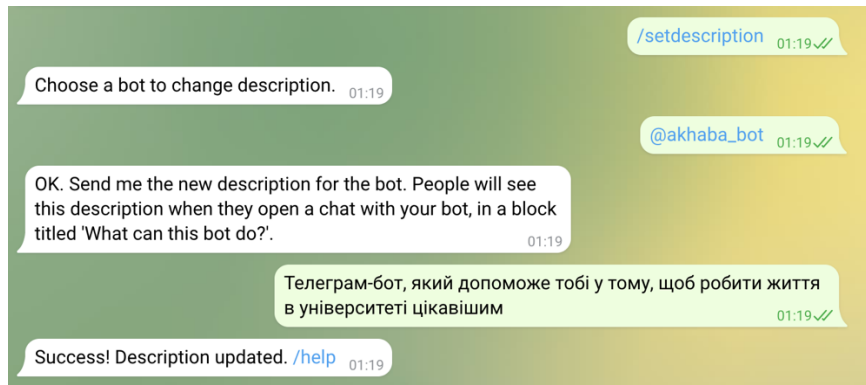 /setdescription 01:19
Choose a bot to change description. 01:19
@akhaba_bot 01:19
OK. Send me the new description for the bot. People will see
this description when they open a chat with your bot, in a block
titled 'What can this bot do?'. 01:19
Телеграм-бот, який допоможе тобі у тому, щоб робити життя
в університеті цікавішим
01:19
Success! Description updated. /help 01:19